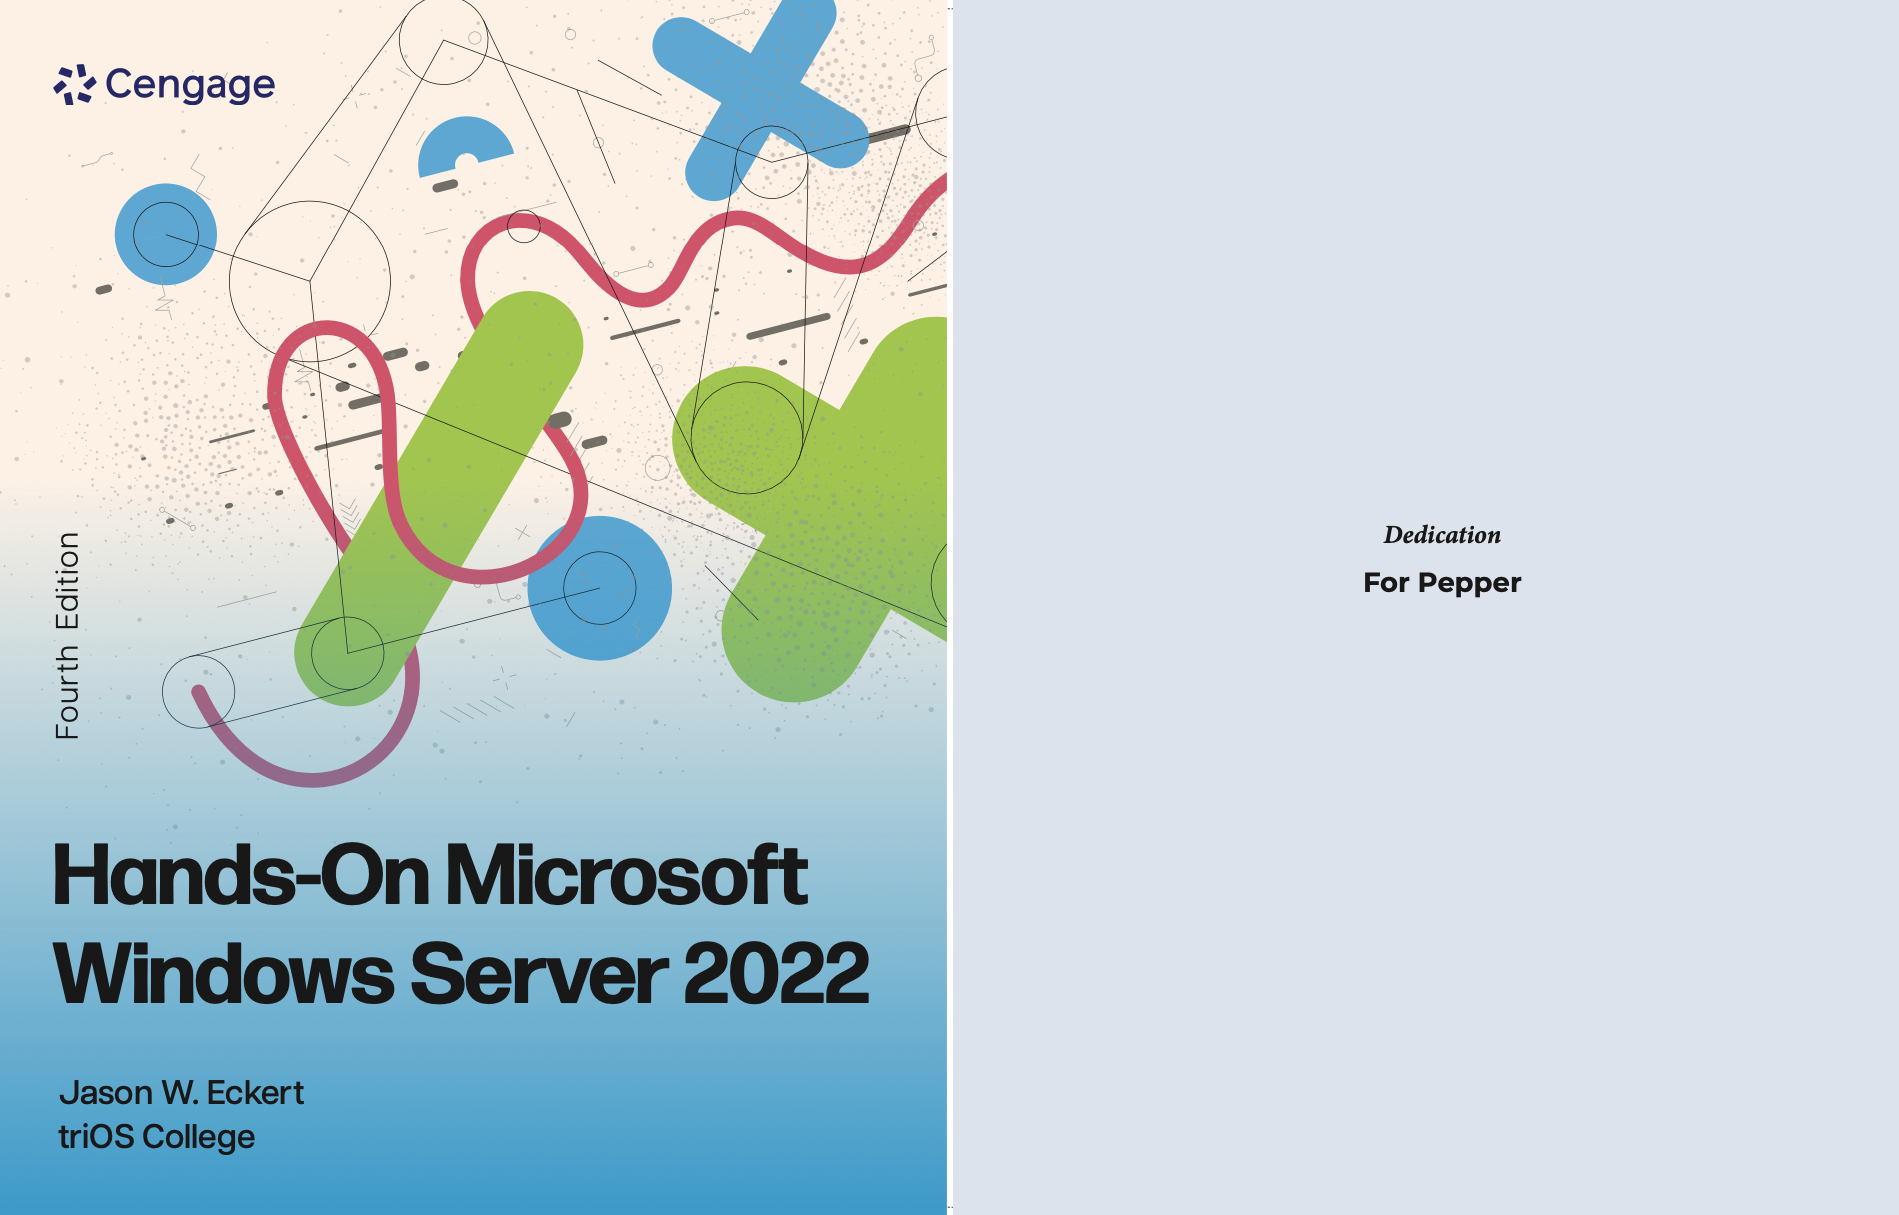 Cengage
Fourth Edition
Hands-On Microsoft
Windows Server 2022
Jason W. Eckert
triOS College
Dedication
For Pepper